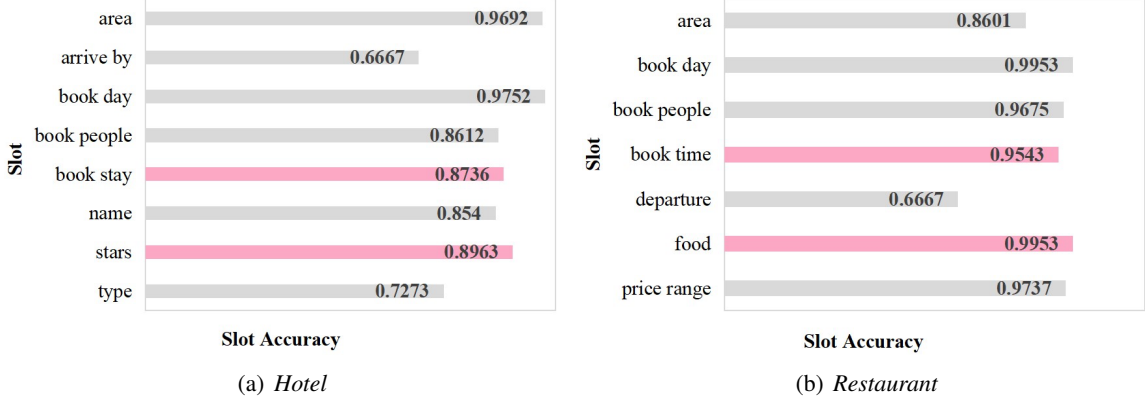 area 0.9692
arrive by 0.6667
book day 0.9752
book people 0.8612
book stay 0.8736
name 0.854
stars 0.8963
type 0.7273
Slot
Slot Accuracy
(a) Hotel
area 0.8601
book day 0.9953
book people 0.9675
book time 0.9543
departure 0.6667
food 0.9953
price range 0.9737
Slot
Slot Accuracy
(b) Restaurant